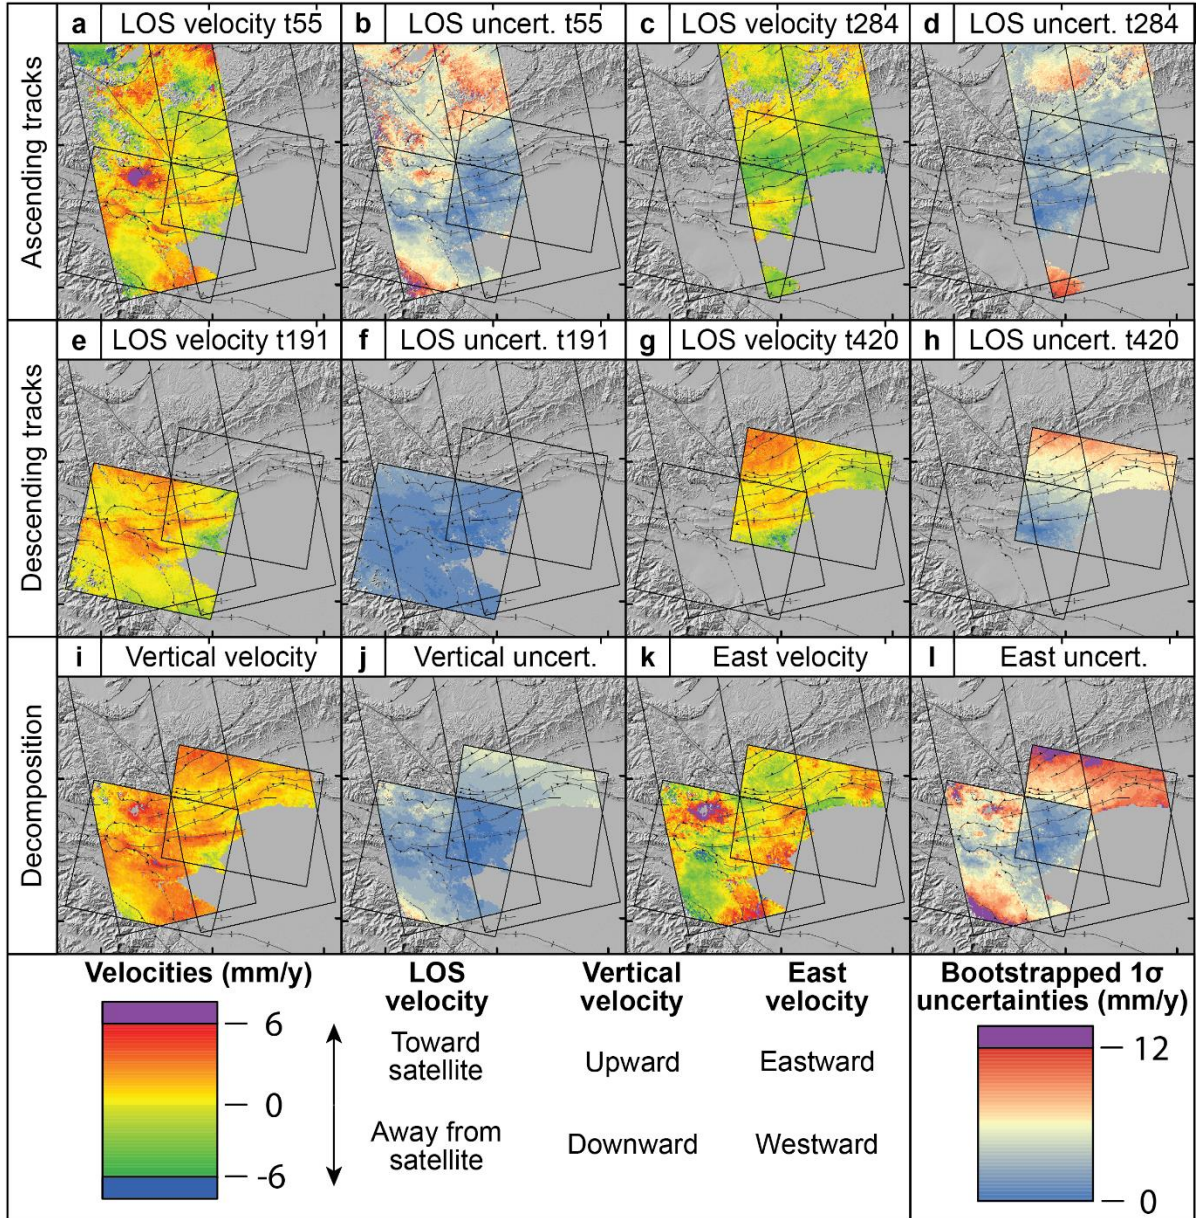 a LOS velocity t55
b LOS uncert. t55
c LOS velocity t284
d LOS uncert. t284
Ascending tracks
e LOS velocity t191
f LOS uncert. t191
g LOS velocity t420
h LOS uncert. t420
Descending tracks
i Vertical velocity
j Vertical uncert.
k East velocity
l East uncert.
Decomposition
Velocities (mm/y)
6
0
-6
LOS
velocity
Toward
satellite
Away from
satellite
Vertical
velocity
Upward
Downward
East
velocity
Eastward
Westward
Bootstrapped 1σ
uncertainties (mm/y)
12
0